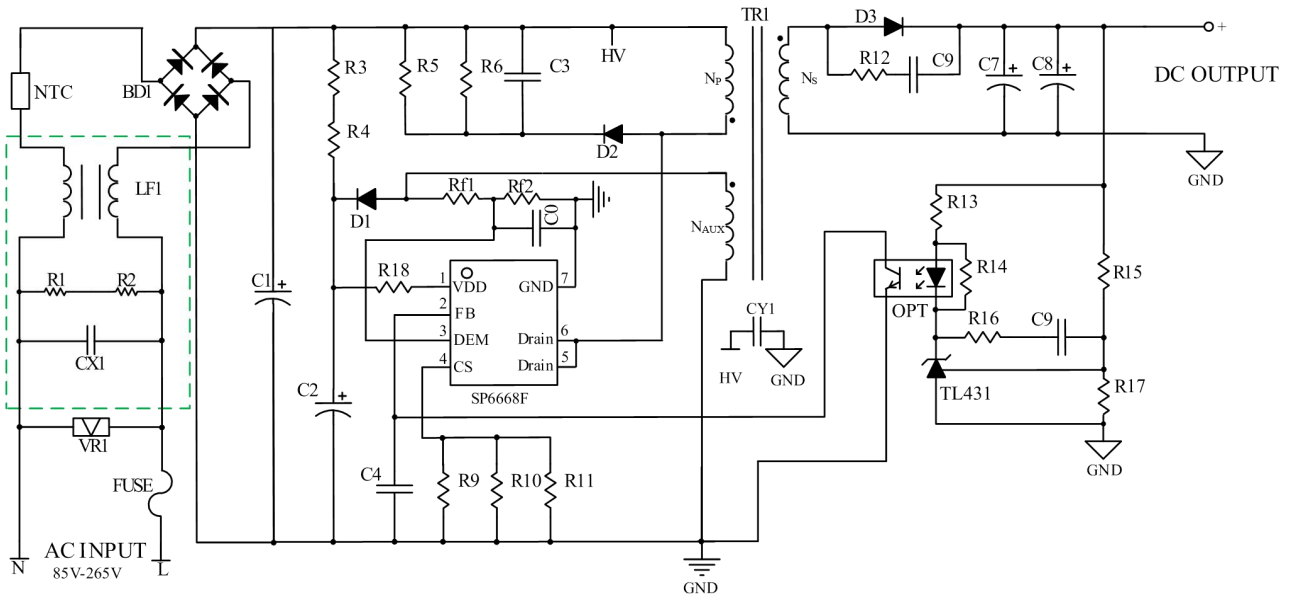 TR1
D3
+
R3
R5
R6
C3
HV
R12
C9
C7
+
C8
+
DC OUTPUT
NTC
BD1
NP
NS
R4
D2
GND
LF1
Rf1
Rf2
D1
C0
NAUX
R13
R18
1
VDD
GND
7
R14
R15
C1
+
2
FB
OPT
R1
R2
CY1
R16
C9
3
DEM
Drain
6
CX1
4
CS
Drain
5
HV
GND
C2
+
SP6668F
TL431
R17
VR1
GND
C4
R9
R10
R11
FUSE
AC INPUT
N
85V-265V
L
GND